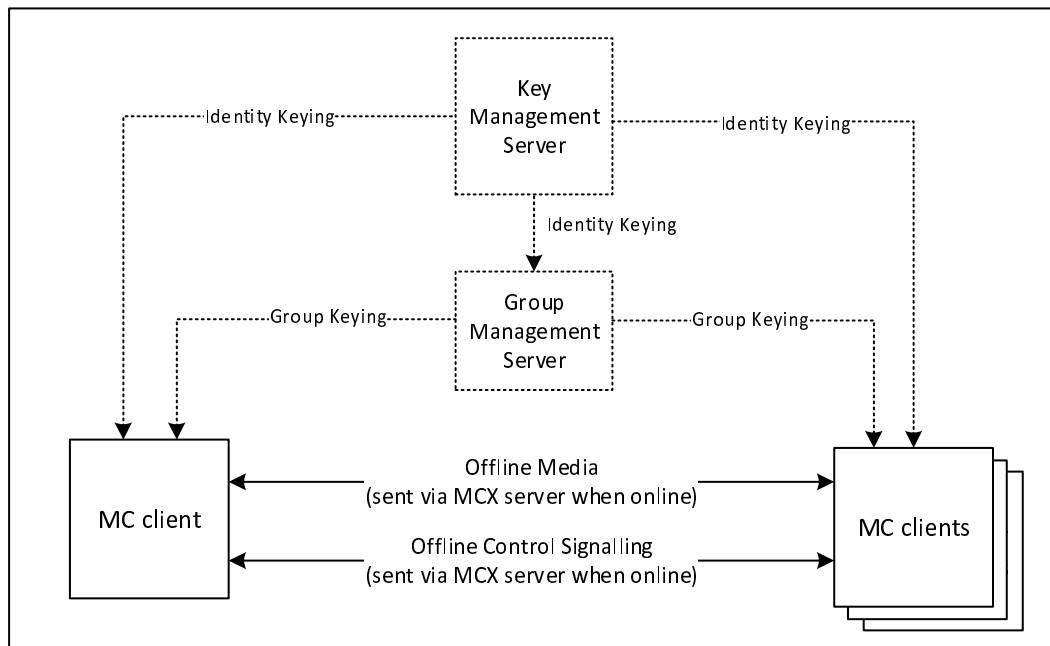 Key
Management
Server
Identity Keying
Identity Keying
Identity Keying
Group
Management
Server
Group Keying
Group Keying
MC client
Offline Media
(sent via MCX server when online)
Offline Control Signalling
(sent via MCX server when online)
MC clients